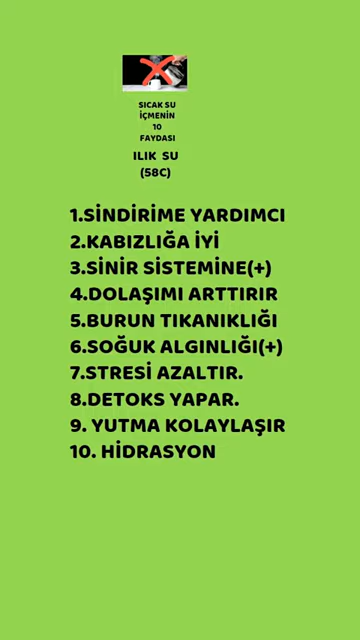 SICAK SU
İÇMENİN
10
FAYDASI
ILIK SU
(58C)
1.SİNDİRİME YARDIMCI
2.KABIZLIĞA İYİ
3.SİNİR SİSTEMİNE(+)
4.DOLAŞIMI ARTTIRIR
5.BURUN TIKANIKLIĞI
6.SOĞUK ALGINLIĞI(+)
7.STRESİ AZALTIR.
8.DETOKS YAPAR.
9. YUTMA KOLAYLAŞIR
10. HİDRASYON